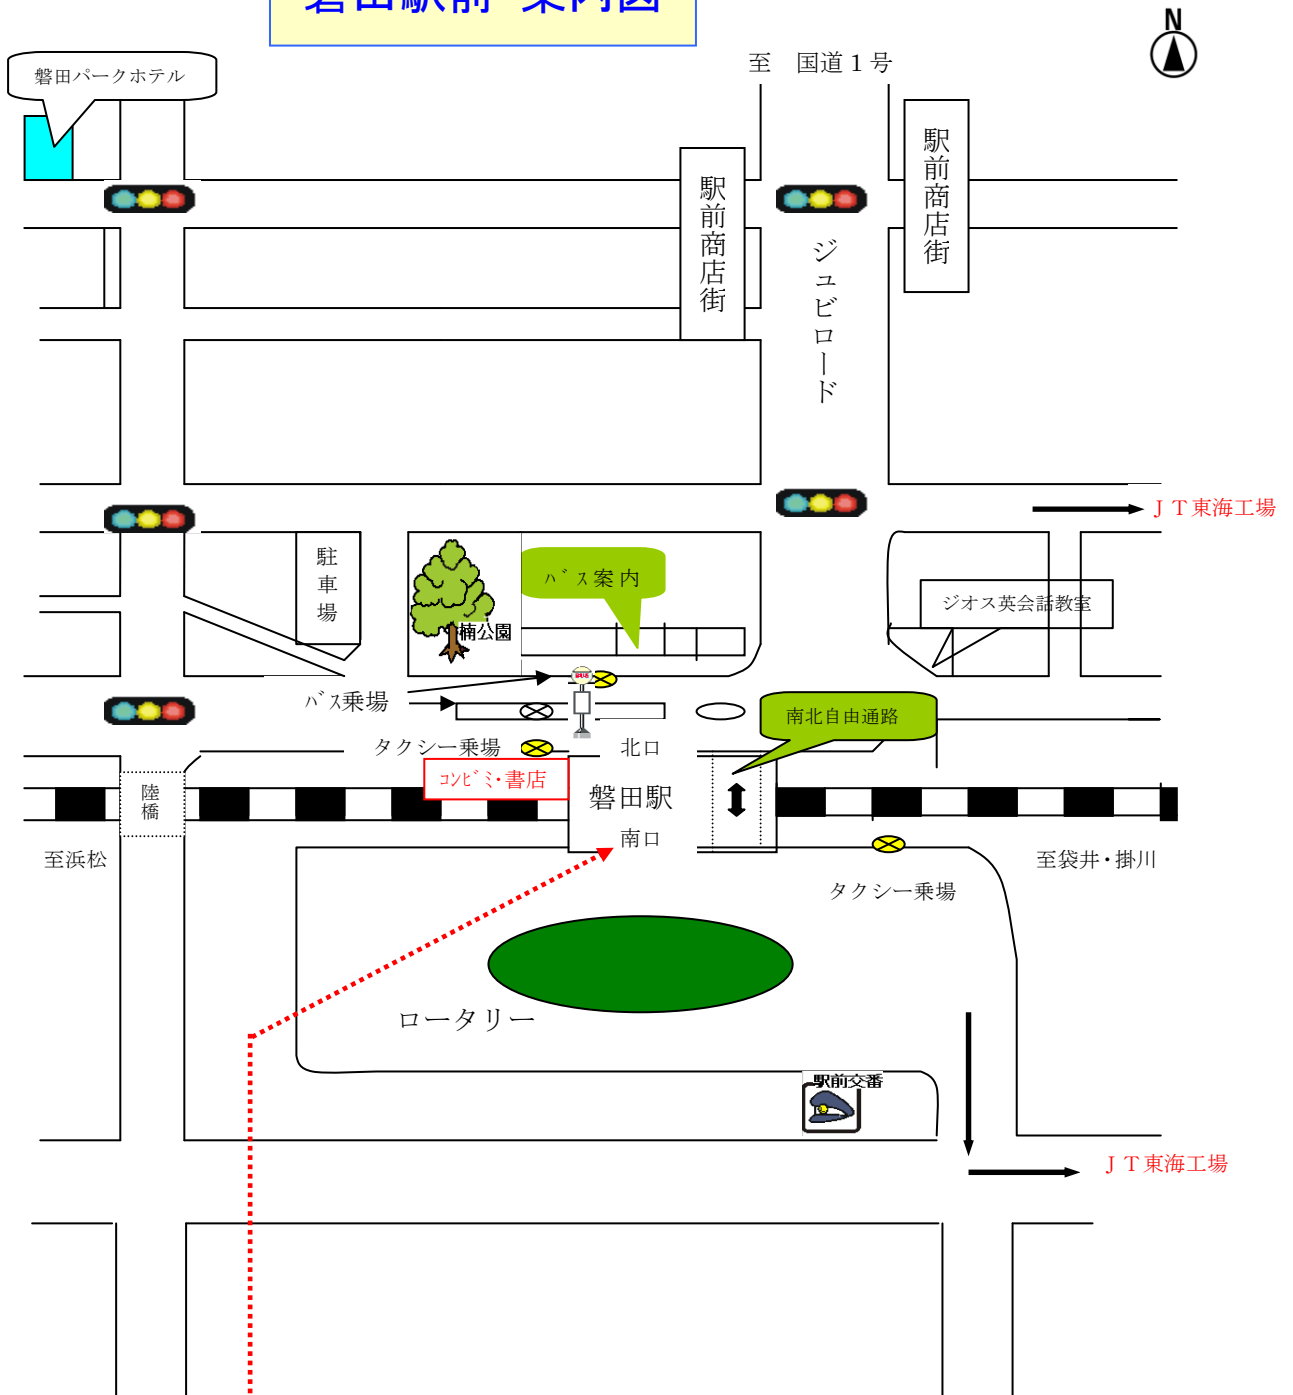 磐田駅前 案内図
N
至 国道1号
磐田パークホテル
駅前商店街
駅前商店街
ジュビロード
JT東海工場
駐車場
バス案内
楠公園
ジオス英会話教室
BUS
バス乗場
南北自由通路
タクシー乗場
北口
コンビミ・書店
磐田駅
陸橋
南口
至浜松
至袋井・掛川
タクシー乗場
ロータリー
駅前交番
JT東海工場